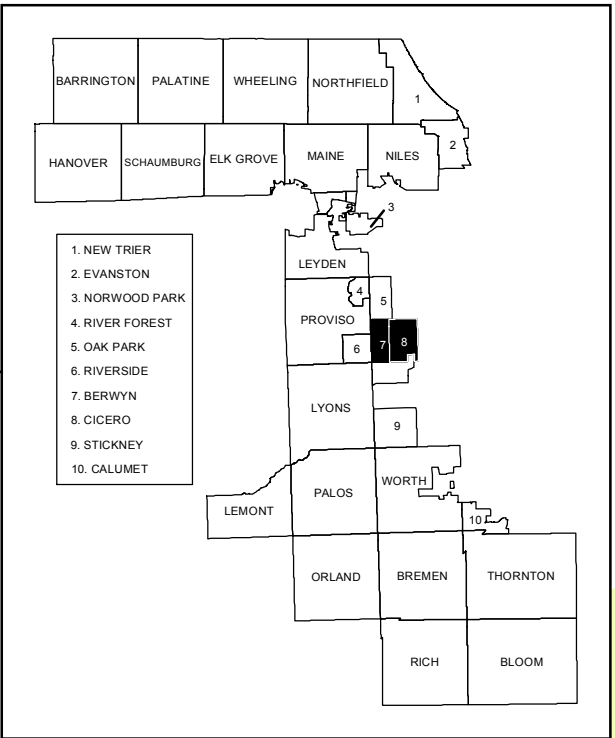 BARRINGTON PALATINE WHEELING NORTHFIELD
1
2
HANOVER SCHAUMBURG ELK GROVE MAINE NILES
3
1. NEW TRIER
2. EVANSTON
3. NORWOOD PARK
4. RIVER FOREST
5. OAK PARK
6. RIVERSIDE
7. BERWYN
8. CICERO
9. STICKNEY
10. CALUMET
LEYDEN
4
5
PROVISO
6
7
8
LYONS
9
WORTH
PALOS
LEMONT
10
ORLAND BREMEN THORNTON
RICH BLOOM